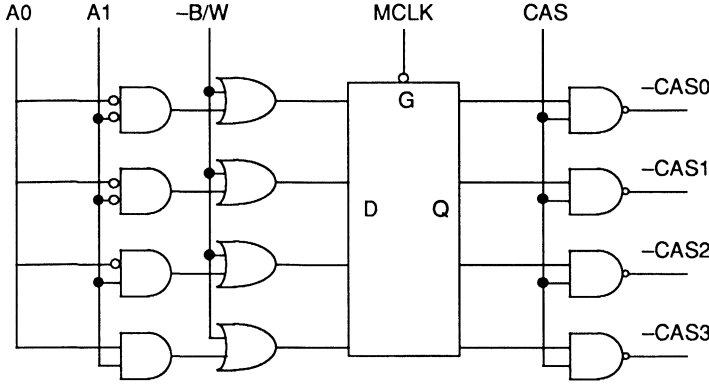 A0 A1 –B/W MCLK CAS
G
–CAS0
–CAS1
D Q
–CAS2
–CAS3